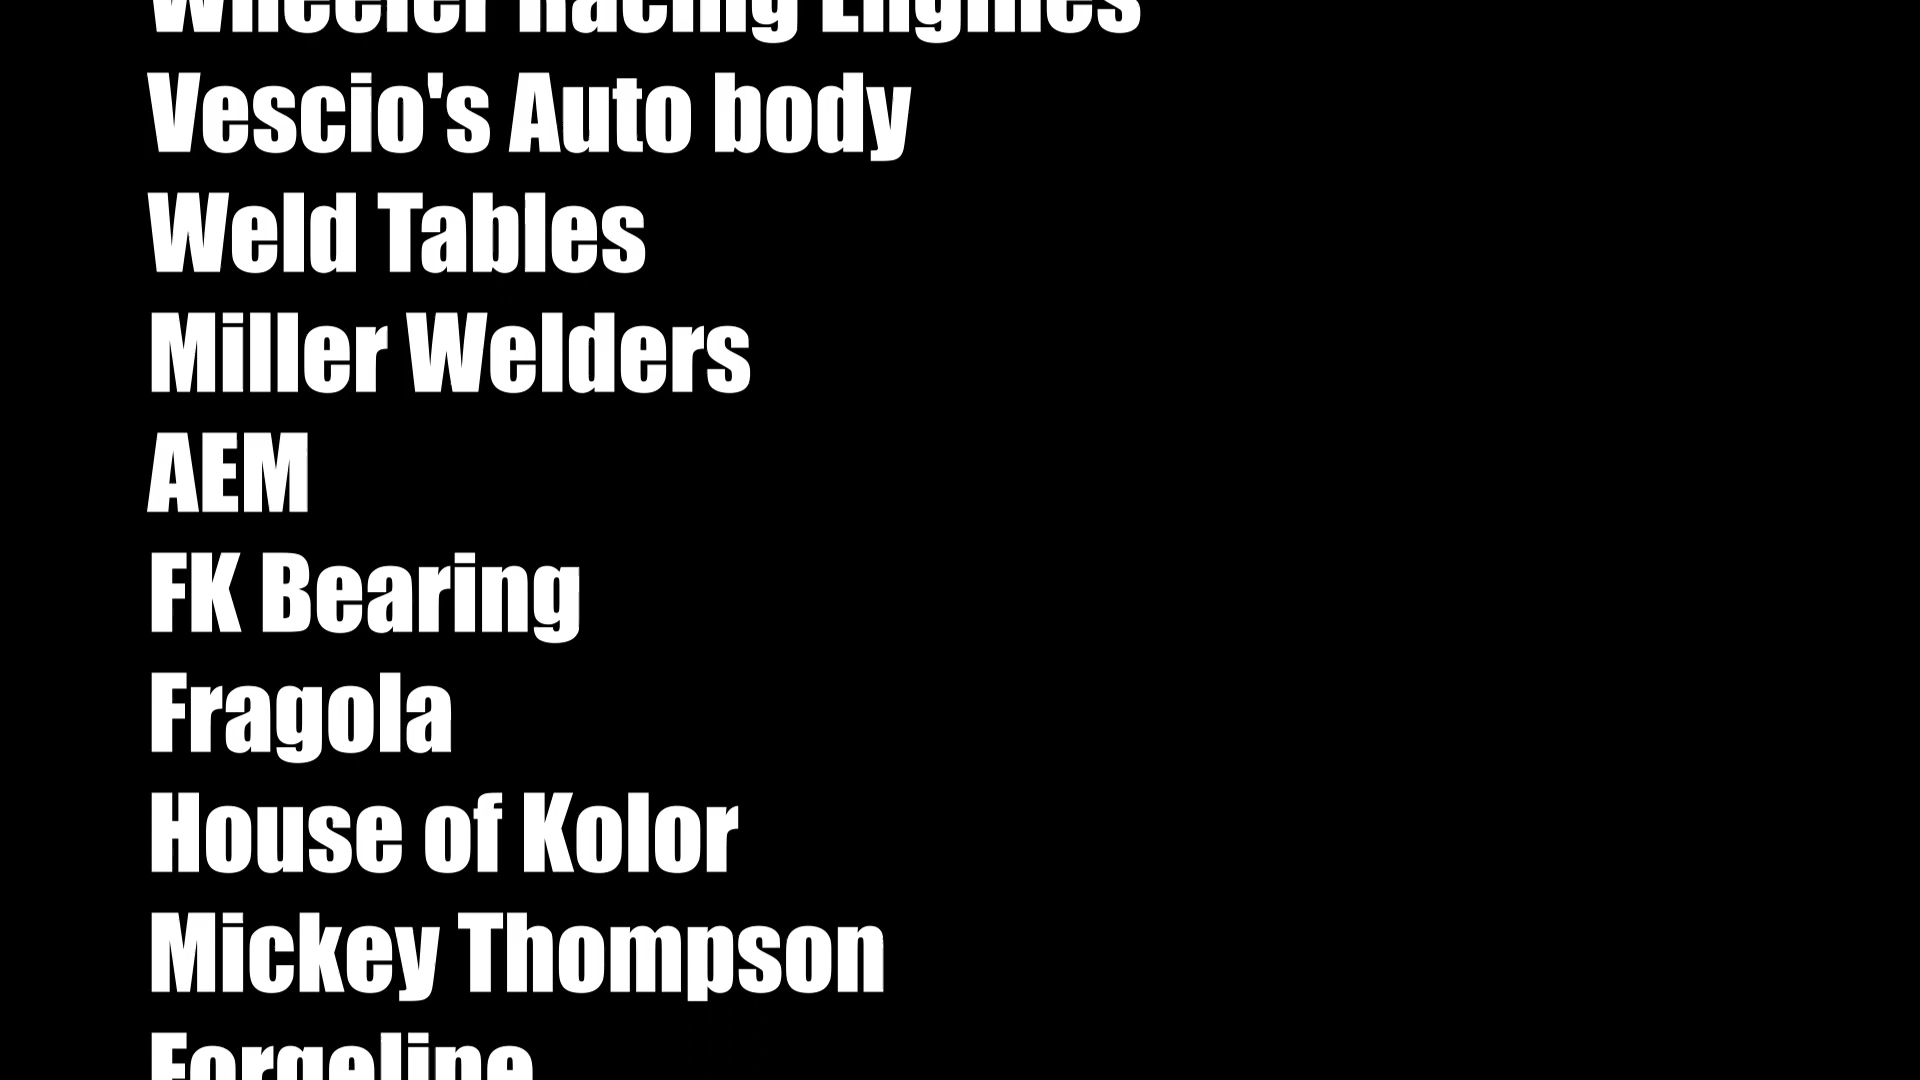 Wheeler Racing Engines
Vescio's Auto body
Weld Tables
Miller Welders
AEM
FK Bearing
Fragola
House of Kolor
Mickey Thompson
Forgeline